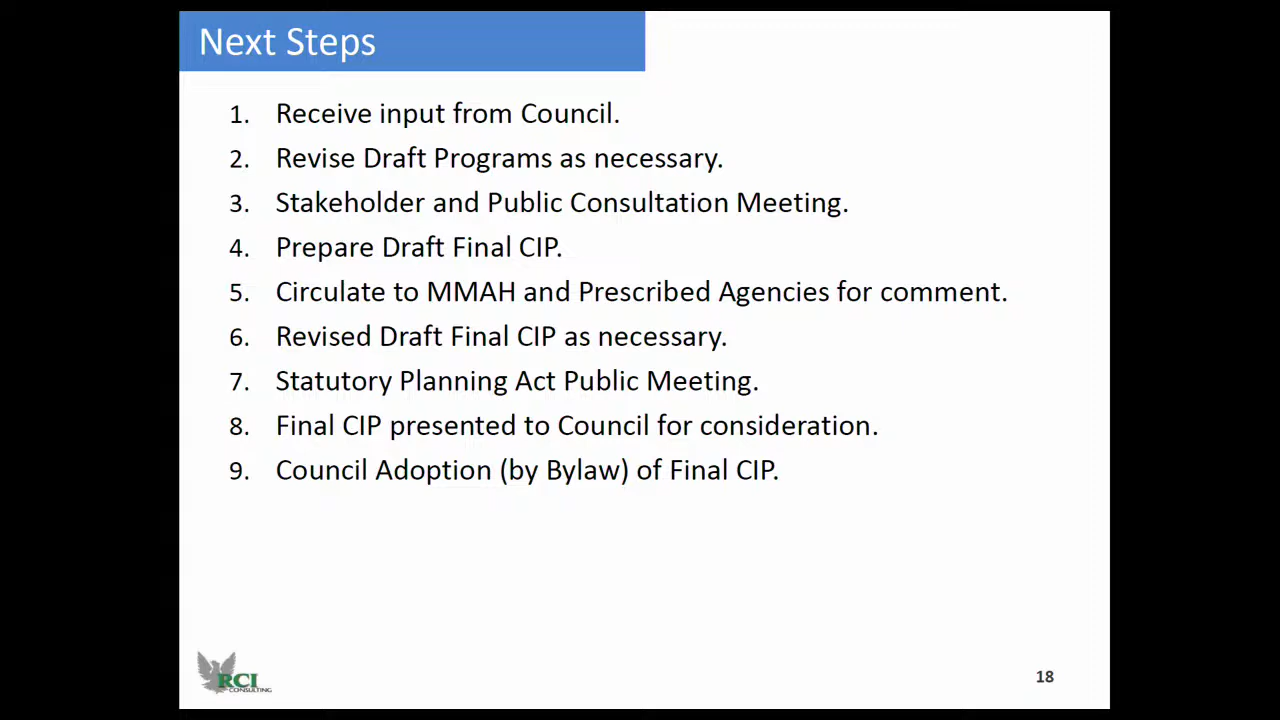 Next Steps
1. Receive input from Council.
2. Revise Draft Programs as necessary.
3. Stakeholder and Public Consultation Meeting.
4. Prepare Draft Final CIP.
5. Circulate to MMAH and Prescribed Agencies for comment.
6. Revised Draft Final CIP as necessary.
7. Statutory Planning Act Public Meeting.
8. Final CIP presented to Council for consideration.
9. Council Adoption (by Bylaw) of Final CIP.
RCI
CONSULTING
18